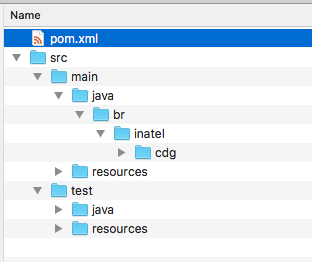 Name
pom.xml
src
main
java
br
inatel
cdg
resources
test
java
resources